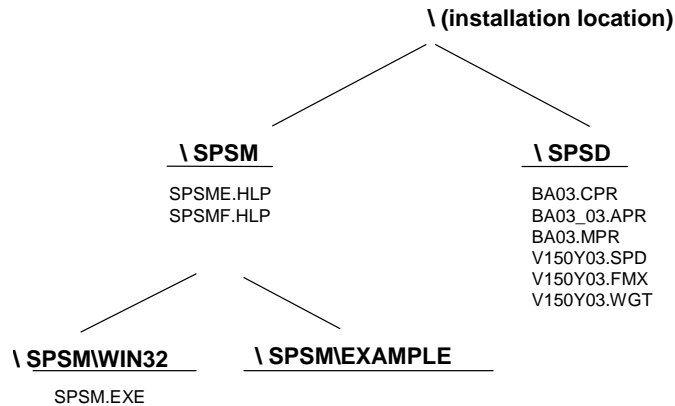 \ (installation location)
\ SPSM
SPSME.HLP
SPSMF.HLP
\ SPSD
BA03.CPR
BA03_03.APR
BA03.MPR
V150Y03.SPD
V150Y03.FMX
V150Y03.WGT
\ SPSM\WIN32
SPSM.EXE
\ SPSM\EXAMPLE